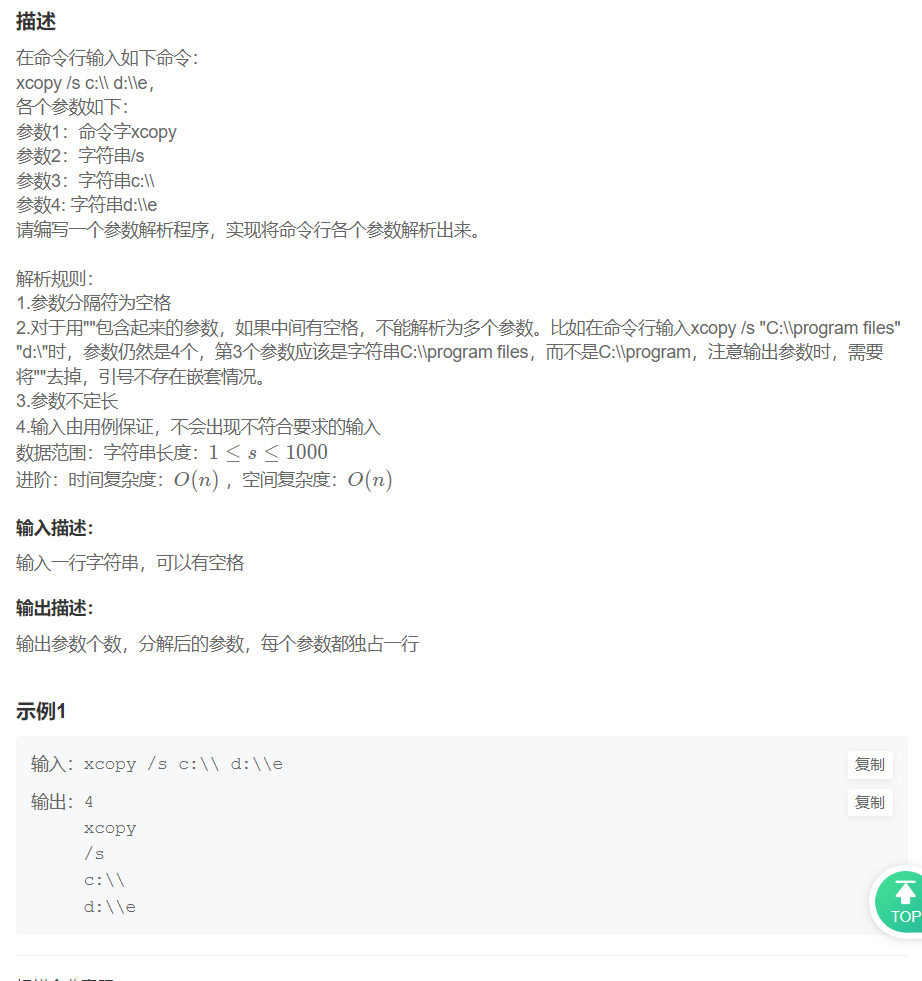 描述
在命令行输入如下命令：
xcopy /s c:\\ d:\\e，
各个参数如下：
参数1：命令字xcopy
参数2：字符串/s
参数3：字符串c:\\
参数4: 字符串d:\\e
请编写一个参数解析程序，实现将命令行各个参数解析出来。
解析规则：
1.参数分隔符为空格
2.对于用""包含起来的参数，如果中间有空格，不能解析为多个参数。比如在命令行输入xcopy /s "C:\\program files"
"d:\"时，参数仍然是4个，第3个参数应该是字符串C:\\program files，而不是C:\\program，注意输出参数时，需要
将""去掉，引号不存在嵌套情况。
3.参数不定长
4.输入由用例保证，不会出现不符合要求的输入
数据范围：字符串长度：1 ≤ s ≤ 1000
进阶：时间复杂度：O(n) ，空间复杂度：O(n)
输入描述：
输入一行字符串，可以有空格
输出描述：
输出参数个数，分解后的参数，每个参数都独占一行
示例1
输入：xcopy /s c:\\ d:\\e
复制
输出：4
复制
xcopy
/s
c:\\
d:\\e
TOP